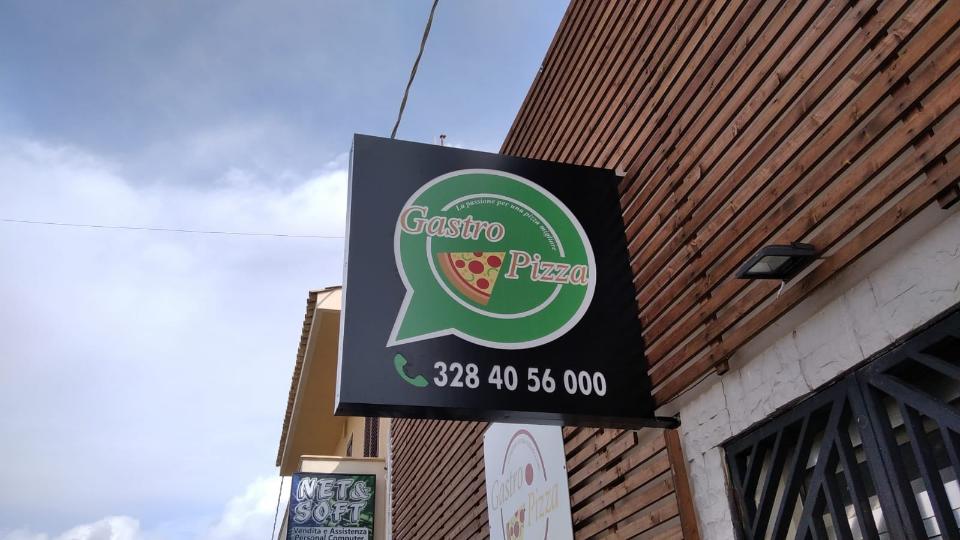 La passione per una pizza migliore
Gastro
Pizza
328 40 56 000
Gastro
Pizza
NET&
SOFT
Vendita e Assistenza
Personal Computer